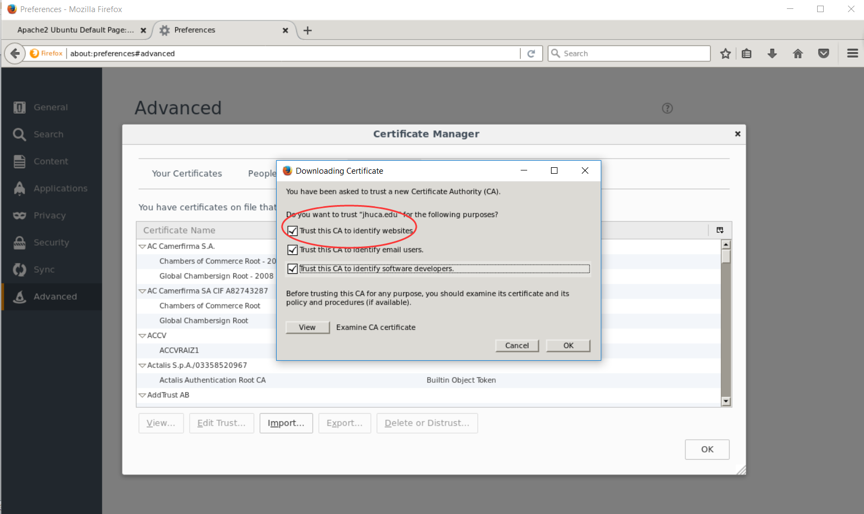 Preferences - Mozilla Firefox
Apache2 Ubuntu Default Page:...
Preferences
Firefox
about:preferences#advanced
Search
General
Search
Content
Applications
Privacy
Security
Sync
Advanced
Advanced
Certificate Manager
Your Certificates
People
You have certificates on file that
Certificate Name
AC Camerfirma S.A.
Chambers of Commerce Root - 20
Global Chambersign Root - 2008
AC Camerfirma SA CIF A82743287
Chambers of Commerce Root
Global Chambersign Root
ACCV
ACCVRAIZ1
Actalis S.p.A./03358520967
Actalis Authentication Root CA Builtin Object Token
AddTrust AB
View... Edit Trust... Import... Export... Delete or Distrust...
OK
Downloading Certificate
You have been asked to trust a new Certificate Authority (CA).
Do you want to trust "jhuca.edu" for the following purposes?
Trust this CA to identify websites.
Trust this CA to identify email users.
Trust this CA to identify software developers.
Before trusting this CA for any purpose, you should examine its certificate and its
policy and procedures (if available).
View Examine CA certificate
Cancel OK